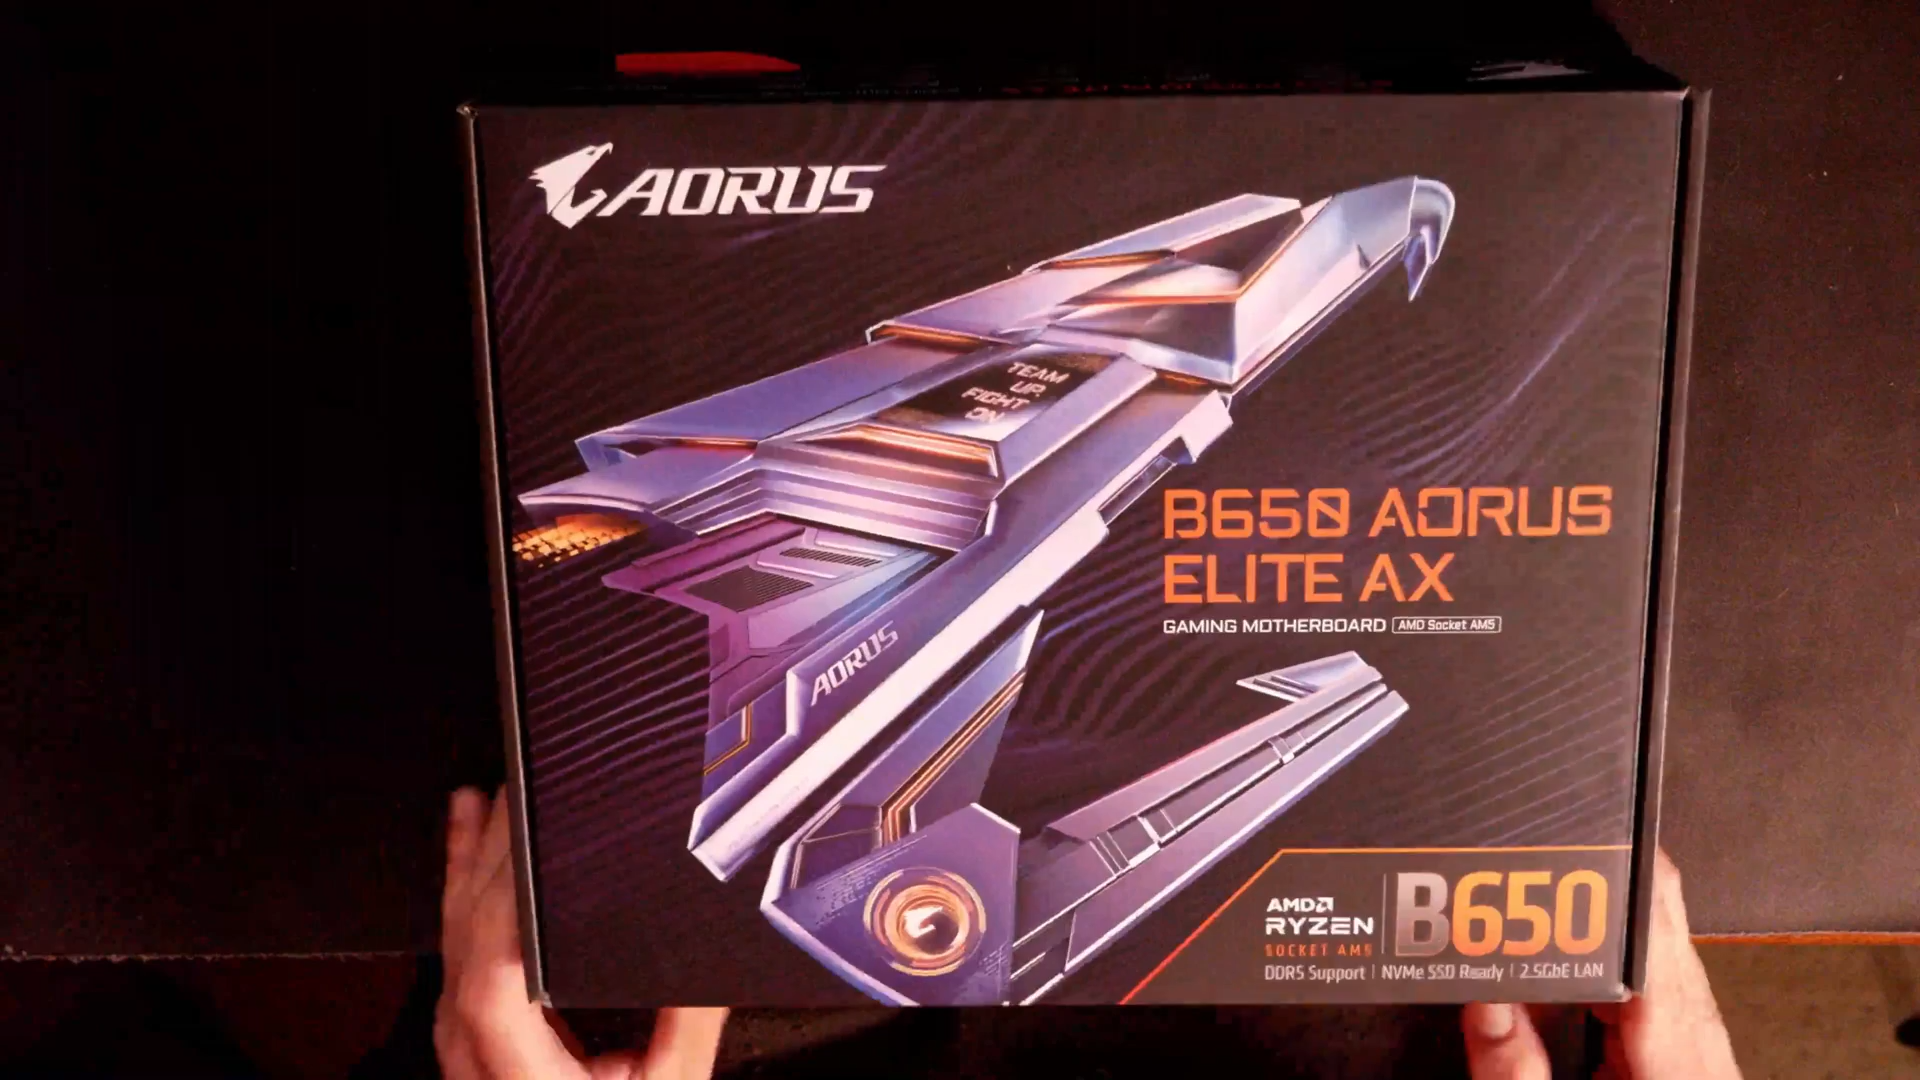 AORUS
TEAM
UP.
FIGHT
ON
B650 AORUS
ELITE AX
GAMING MOTHERBOARD AMD Socket AM5
AORUS
AMD
RYZEN
SOCKET AM5
B650
DDR5 Support | NVMe SSD Ready | 2.5GbE LAN